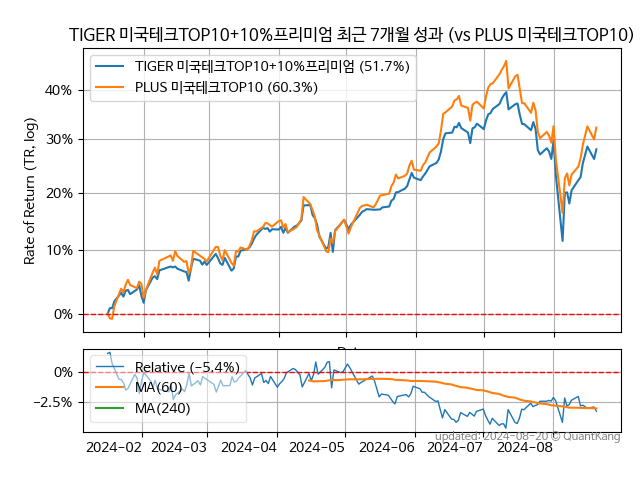 TIGER 미국테크TOP10+10%프리미엄 최근 7개월 성과 (vs PLUS 미국테크TOP10)
TIGER 미국테크TOP10+10%프리미엄 (51.7%)
PLUS 미국테크TOP10 (60.3%)
Rate of Return (TR, log)
40%
30%
20%
10%
0%
Relative (-5.4%)
MA(60)
MA(240)
0%
−2.5%
updated: 2024-08-20 © QuantKang
2024-02
2024-03
2024-04
2024-05
2024-06
2024-07
2024-08